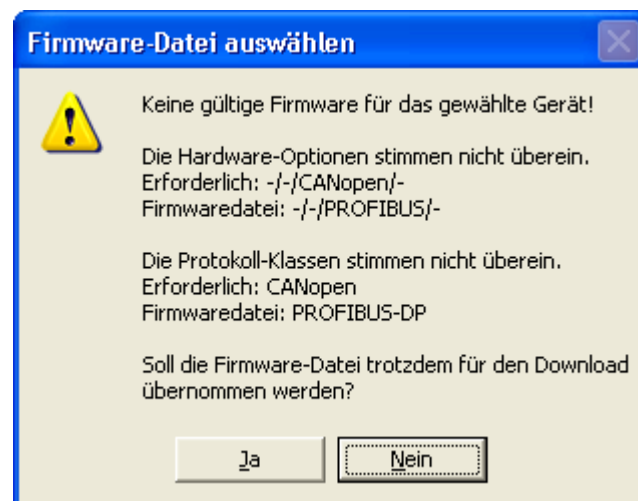 Firmware-Datei auswählen
Keine gültige Firmware für das gewählte Gerät!
Die Hardware-Optionen stimmen nicht überein.
Erforderlich: -/-/CANopen/-
Firmwaredatei: -/-/PROFIBUS/-
Die Protokoll-Klassen stimmen nicht überein.
Erforderlich: CANopen
Firmwaredatei: PROFIBUS-DP
Soll die Firmware-Datei trotzdem für den Download
übernommen werden?
Ja
Nein